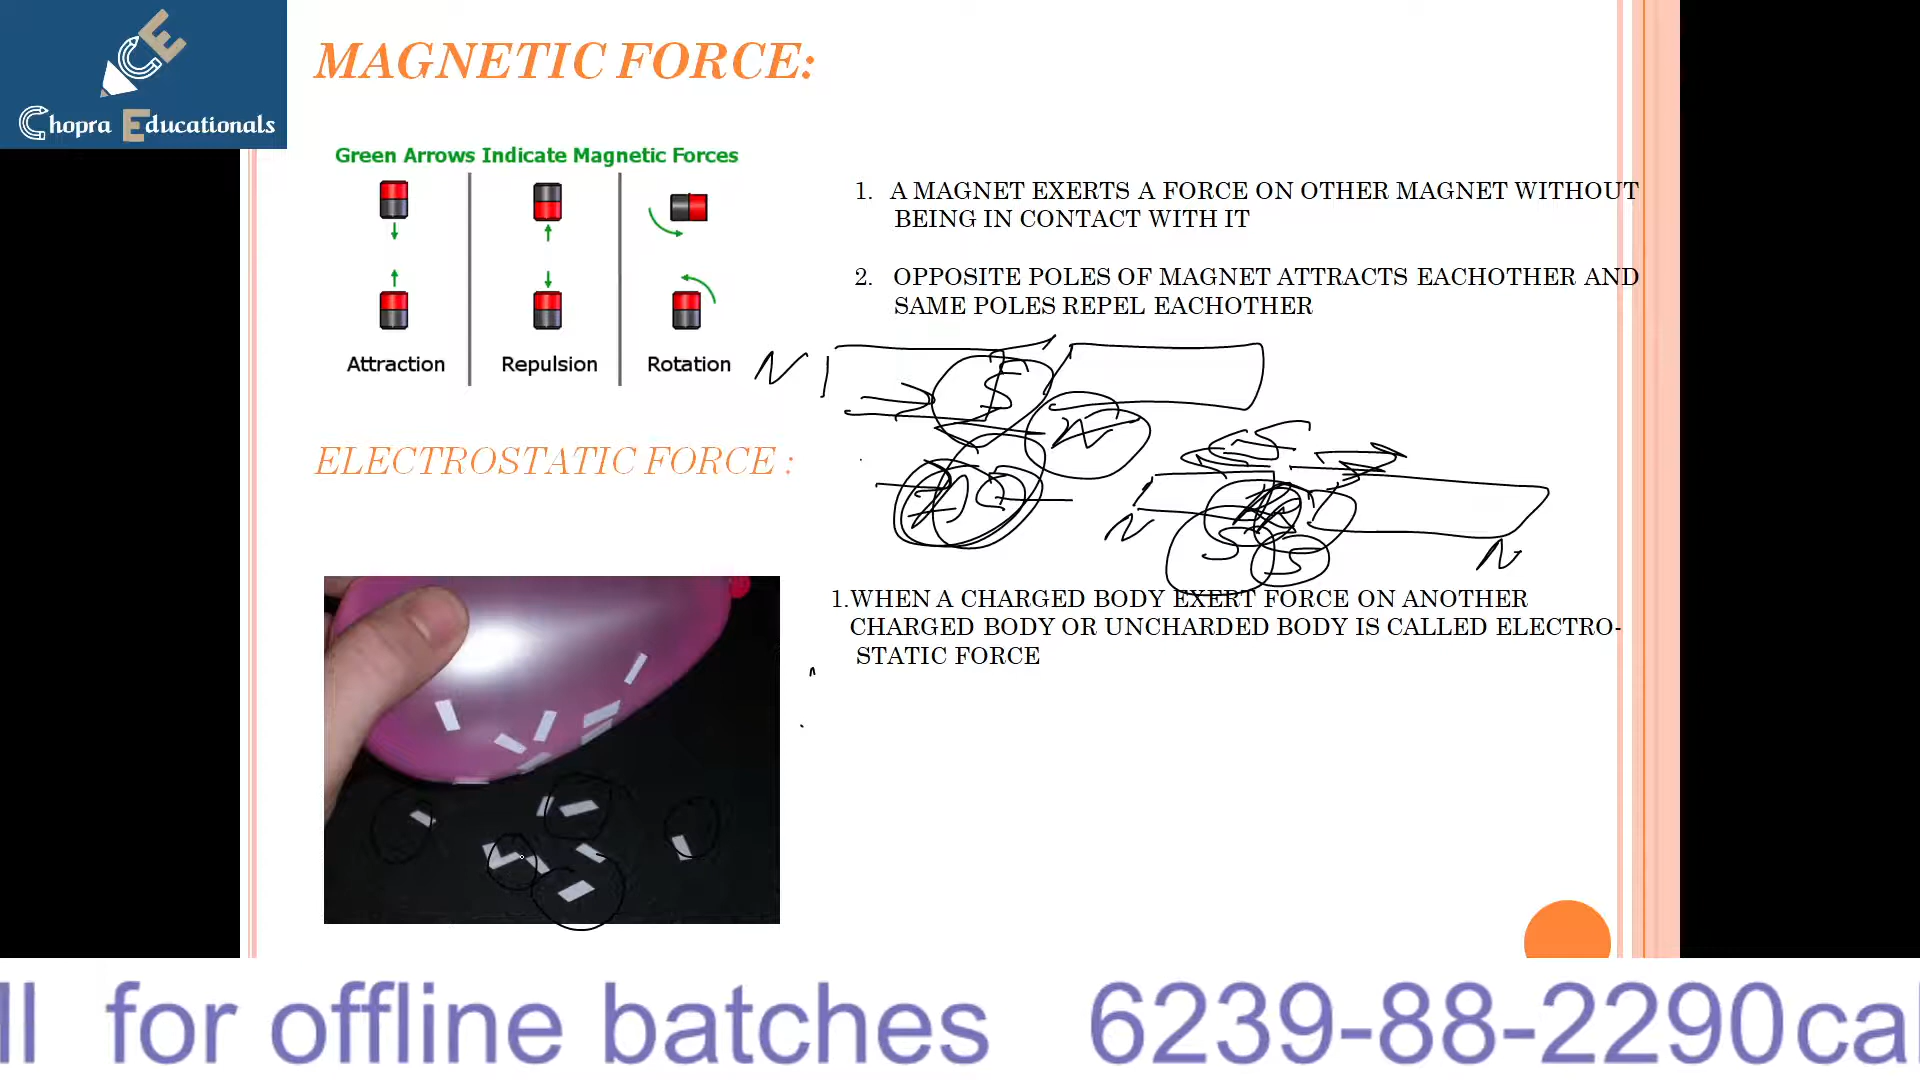 Chopra Educationals
MAGNETIC FORCE:
Green Arrows Indicate Magnetic Forces
Attraction
Repulsion
Rotation
1. A MAGNET EXERTS A FORCE ON OTHER MAGNET WITHOUT
BEING IN CONTACT WITH IT
2. OPPOSITE POLES OF MAGNET ATTRACTS EACHOTHER AND
SAME POLES REPEL EACHOTHER
N
S
N
S
N
S
S
N
ELECTROSTATIC FORCE :
1.WHEN A CHARGED BODY EXERT FORCE ON ANOTHER
CHARGED BODY OR UNCHARDED BODY IS CALLED ELECTRO-
STATIC FORCE
ll for offline batches 6239-88-2290cal